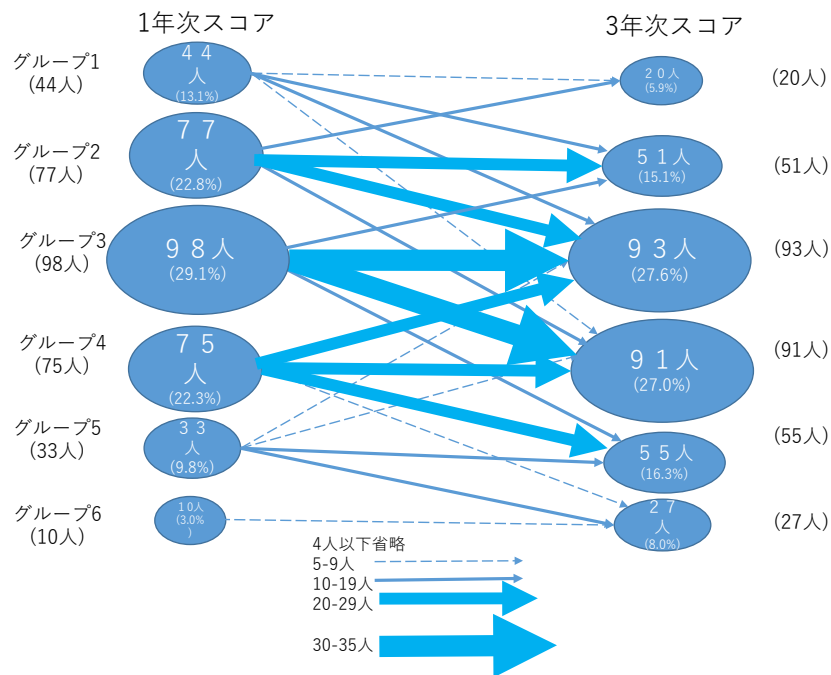 1年次スコア
3年次スコア
グループ1
(44人)
４４
人
(13.1%)
２０人
(5.9%)
(20人)
グループ2
(77人)
７７
人
(22.8%)
５１人
(15.1%)
(51人)
グループ3
(98人)
９８人
(29.1%)
９３人
(27.6%)
(93人)
グループ4
(75人)
７５
人
(22.3%)
９１人
(27.0%)
(91人)
グループ5
(33人)
３３
人
(9.8%)
５５人
(16.3%)
(55人)
グループ6
(10人)
１0人
(3.0%
)
２７
人
(8.0%)
(27人)
4人以下省略
5-9人
10-19人
20-29人
30-35人